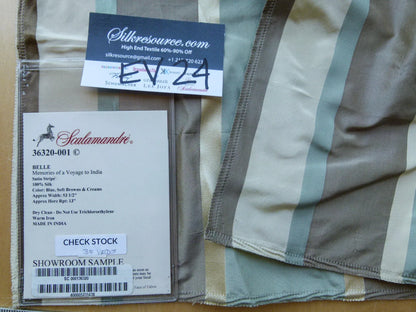 Silkresource.com
High End Textile 60%-90% Off
silkresource@gmail.com
EV24
Scalamandré
36320-001 ©
BELLE
Memories of a Voyage to India
Satin Stripe
100% Silk
Color: Blue, Soft Browns & Creams
Approx Width: 53 1/2"
Approx Horz Rpt: 13"
Dry Clean - Do Not Use Trichloroethylene
Warm Iron
MADE IN INDIA
CHECK STOCK
SHOWROOM SAMPLE